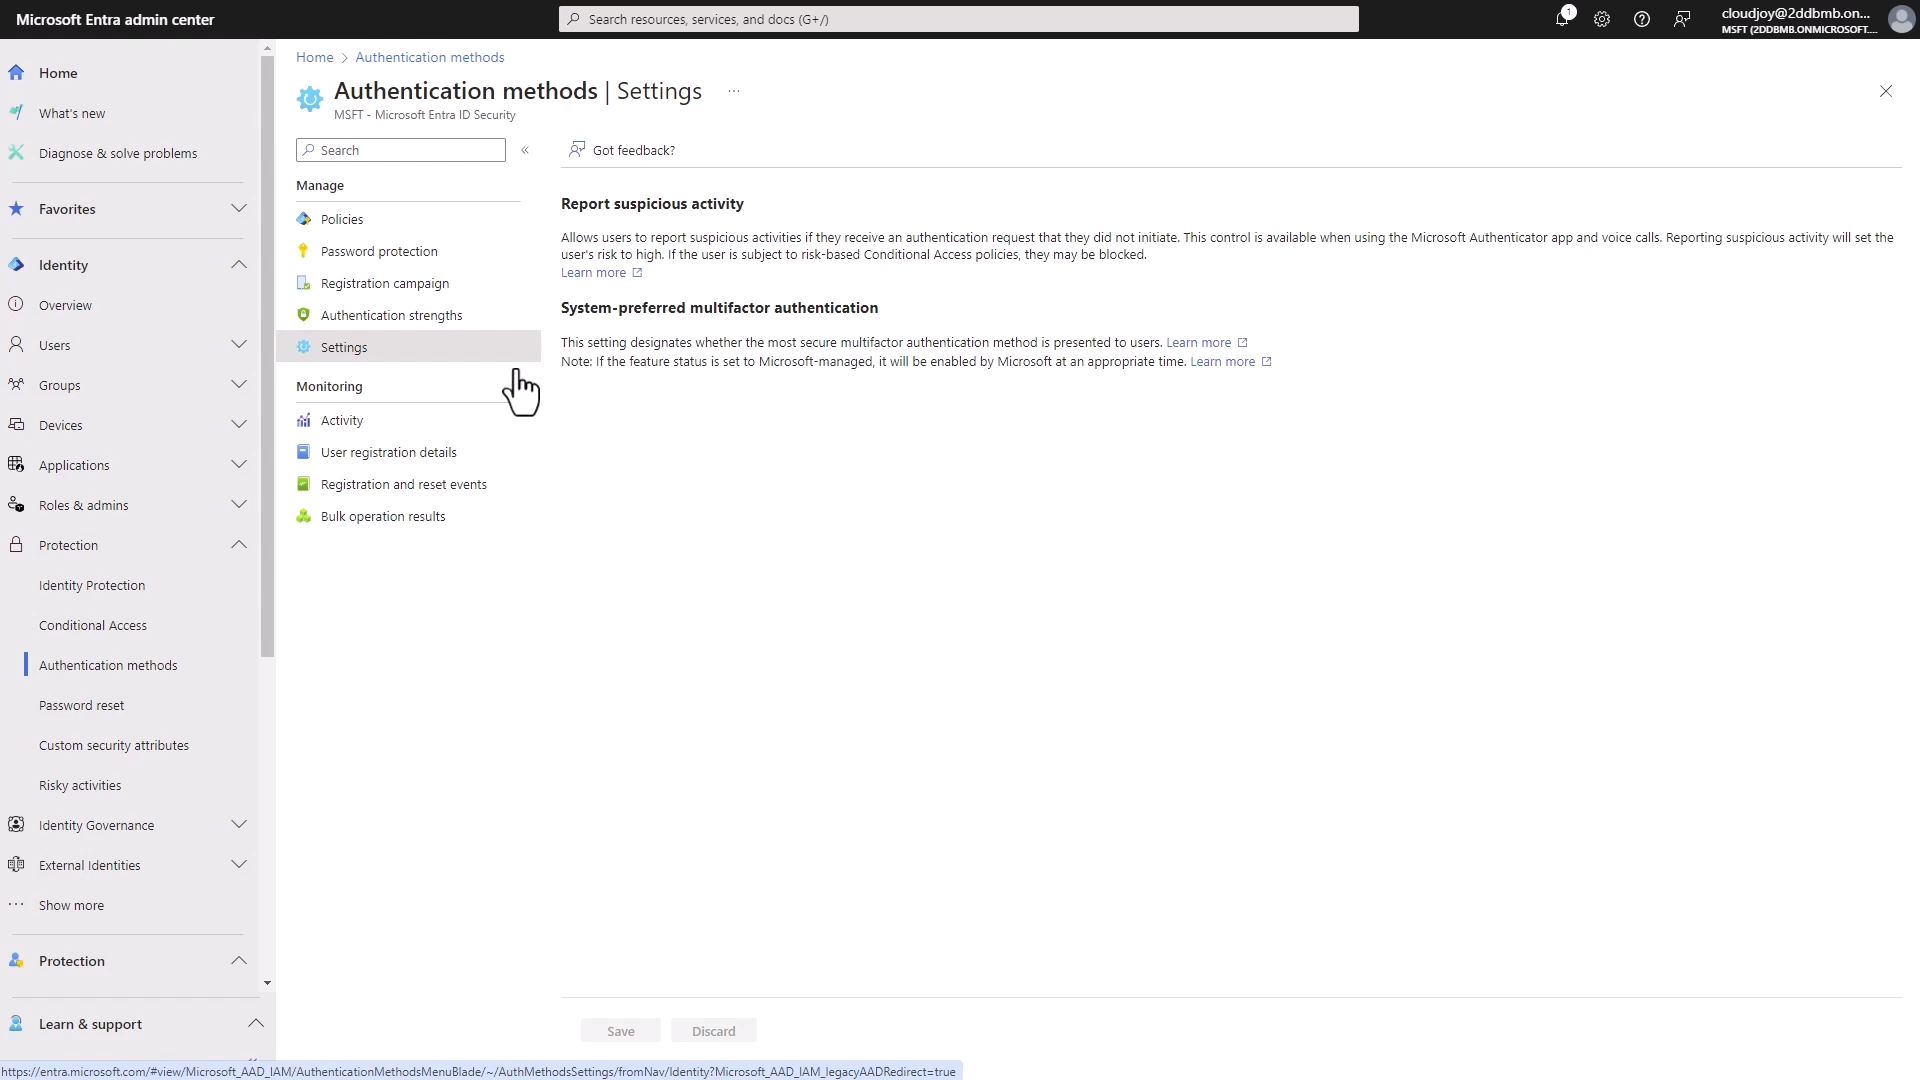 Microsoft Entra admin center
Search resources, services, and docs (G+/)
1
cloudjoy@2ddbmb.on...
MSFT (2DDBMB.ONMICROSOFT....
Home
What's new
Diagnose & solve problems
Favorites
Identity
Overview
Users
Groups
Devices
Applications
Roles & admins
Protection
Identity Protection
Conditional Access
Authentication methods
Password reset
Custom security attributes
Risky activities
Identity Governance
External Identities
Show more
Protection
Learn & support
Home > Authentication methods
Authentication methods | Settings ...
MSFT - Microsoft Entra ID Security
Search
Manage
Policies
Password protection
Registration campaign
Authentication strengths
Settings
Monitoring
Activity
User registration details
Registration and reset events
Bulk operation results
Got feedback?
Report suspicious activity
Allows users to report suspicious activities if they receive an authentication request that they did not initiate. This control is available when using the Microsoft Authenticator app and voice calls. Reporting suspicious activity will set the
user's risk to high. If the user is subject to risk-based Conditional Access policies, they may be blocked.
Learn more
System-preferred multifactor authentication
This setting designates whether the most secure multifactor authentication method is presented to users. Learn more
Note: If the feature status is set to Microsoft-managed, it will be enabled by Microsoft at an appropriate time. Learn more
Save
Discard
https://entra.microsoft.com/#view/Microsoft_AAD_IAM/AuthenticationMethodsMenuBlade/~/AuthMethodsSettings/fromNav/Identity?Microsoft_AAD_IAM_legacyAADRedirect=true